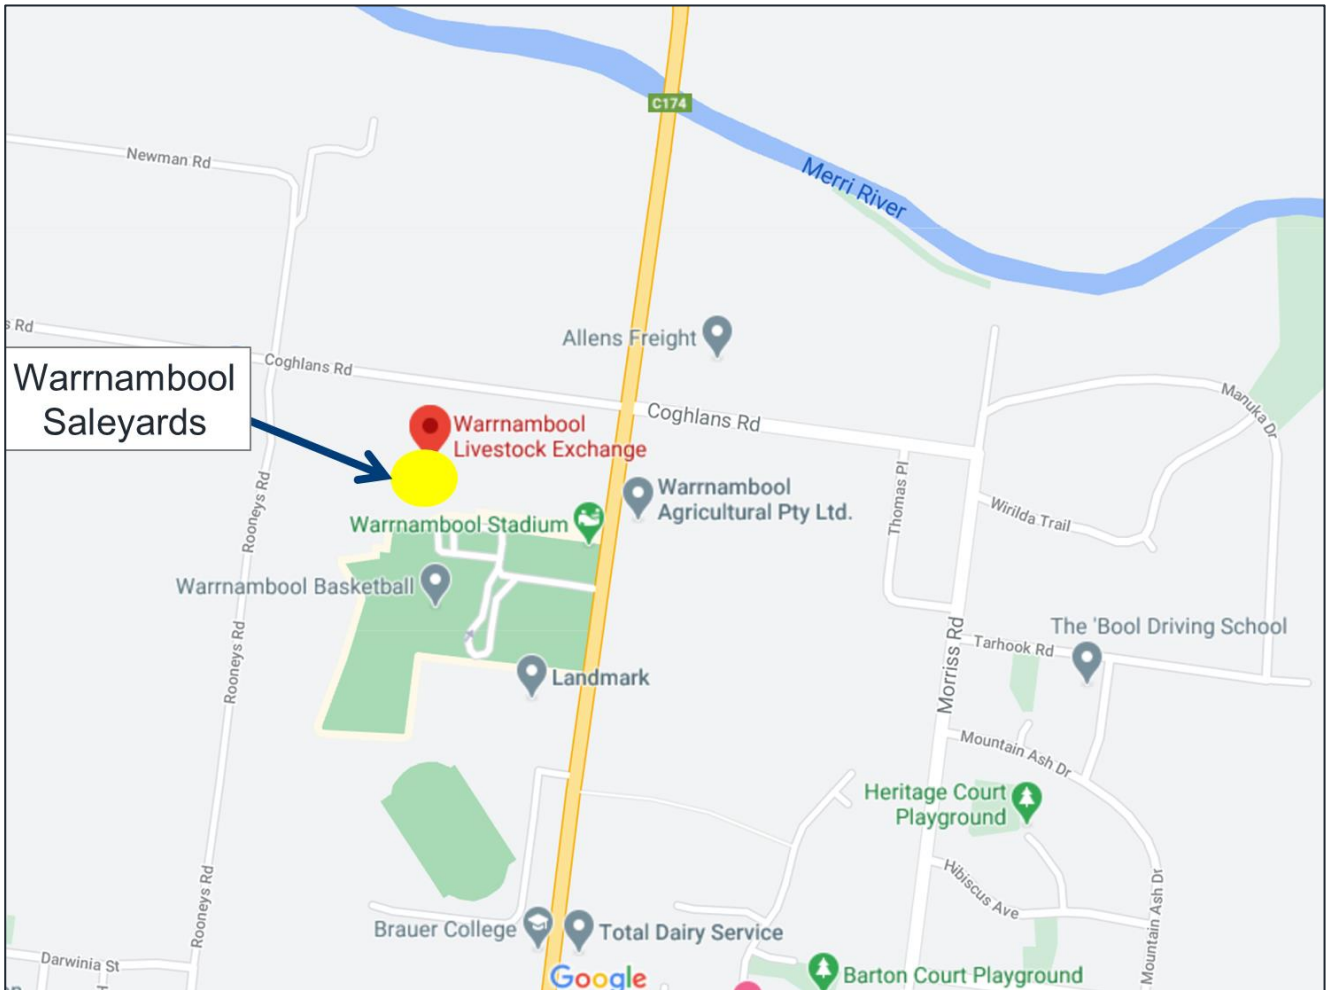 C174
Newman Rd
Merri River
s Rd
Allens Freight
Coghlans Rd
Warrnambool
Saleyards
Manuka Dr
Coghlans Rd
Warrnambool
Livestock Exchange
Rooneys Rd
Thomas Pl
Warrnambool
Agricultural Pty Ltd.
Wirilda Trail
Warrnambool Stadium
Warrnambool Basketball
Rooneys Rd
The 'Bool Driving School
Tarhook Rd
Morriss Rd
Landmark
Mountain Ash Dr
Heritage Court
Playground
Hibiscus Ave
Rooneys Rd
Mountain Ash Dr
Brauer College
Total Dairy Service
Darwinia St
Google
Barton Court Playground